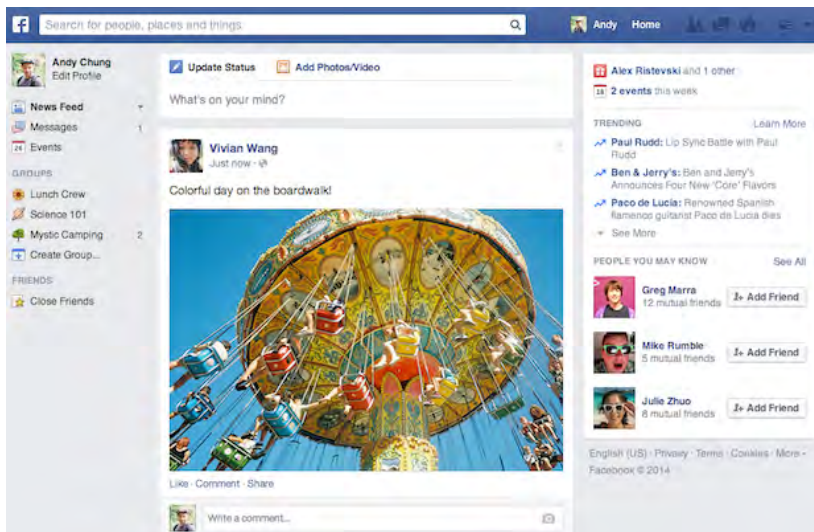 f
Search for people, places and things
Andy Home
Andy Chung
Edit Profile
News Feed
Messages 1
Events
GROUPS
Lunch Crew
Science 101
Mystic Camping 2
Create Group...
FRIENDS
Close Friends
Update Status Add Photos/Video
What's on your mind?
Vivian Wang
Just now ·
Colorful day on the boardwalk!
Like · Comment · Share
Write a comment...
Alex Ristevski and 1 other
2 events this week
TRENDING Learn More
Paul Rudd: Lip Sync Battle with Paul
Rudd
Ben & Jerry's: Ben and Jerry's
Announces Four New 'Core' Flavors
Paco de Lucía: Renowned Spanish
flamenco guitarist Paco de Lucia dies
See More
PEOPLE YOU MAY KNOW See All
Greg Marra
12 mutual friends
Add Friend
Mike Rumble
5 mutual friends
Add Friend
Julie Zhuo
8 mutual friends
Add Friend
English (US) · Privacy · Terms · Cookies · More
Facebook © 2014